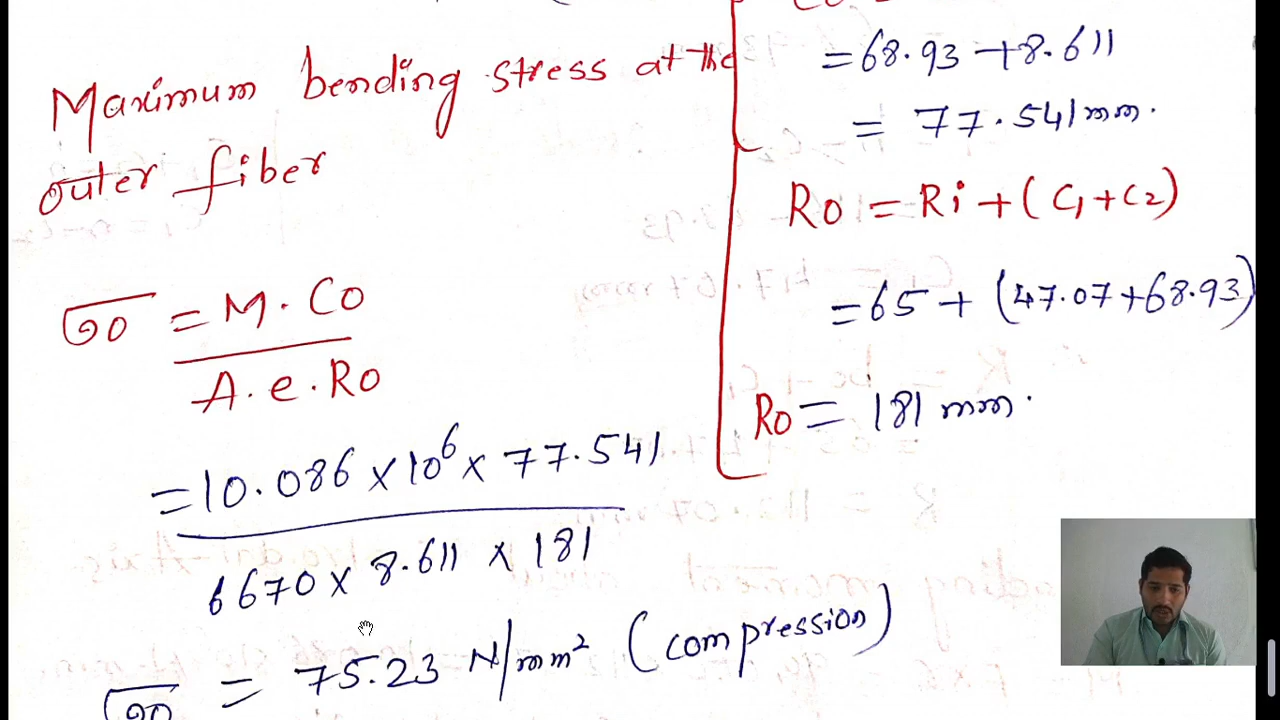 Maximum bending stress at the
outer fiber
σo = M. Co
A. e. Ro
= 10.086 × 10⁶ × 77.541
6670 × 8.611 × 181
σo = 75.23 N/mm² (compression)
= 68.93 + 8.611
= 77.541 mm.
Ro = Ri + (C1 + C2)
= 65 + (47.07 + 68.93)
Ro = 181 mm.